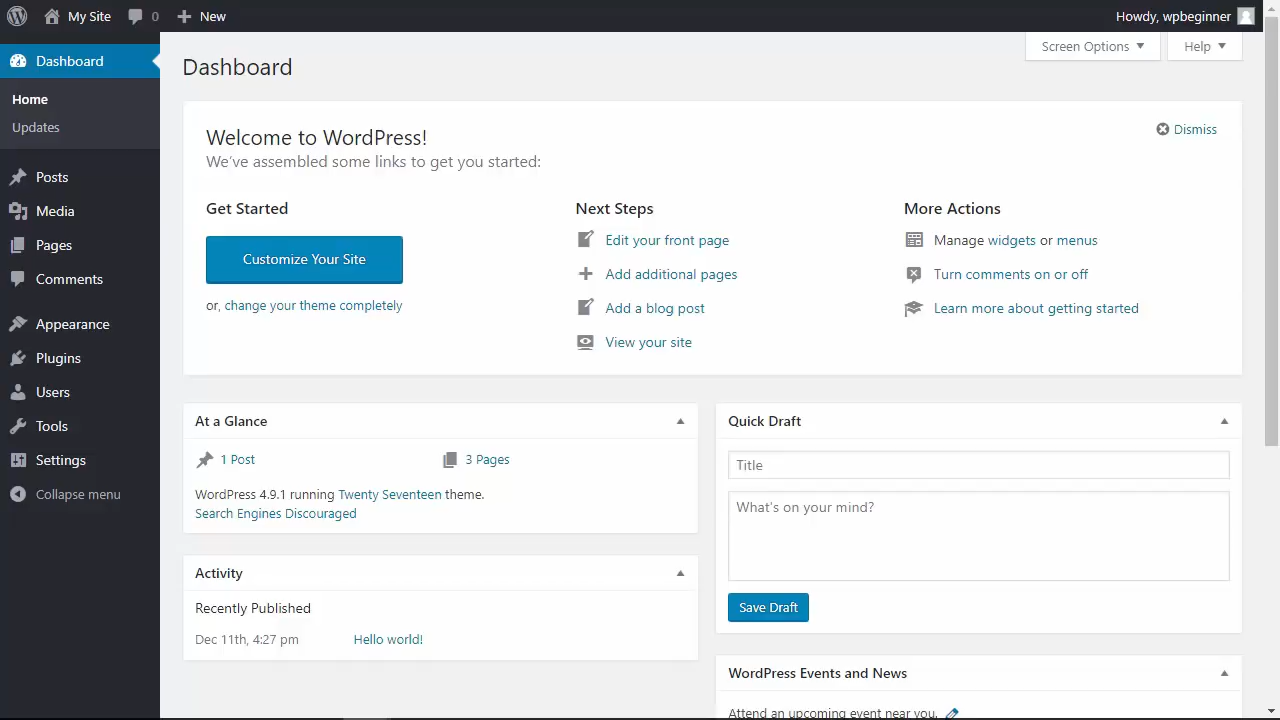 My Site 0 New Howdy, wpbeginner
Dashboard
Home
Updates
Posts
Media
Pages
Comments
Appearance
Plugins
Users
Tools
Settings
Collapse menu
Screen Options Help
Dashboard
Welcome to WordPress!
We've assembled some links to get you started:
Dismiss
Get Started
Customize Your Site
or, change your theme completely
Next Steps
Edit your front page
Add additional pages
Add a blog post
View your site
More Actions
Manage widgets or menus
Turn comments on or off
Learn more about getting started
At a Glance
1 Post 3 Pages
WordPress 4.9.1 running Twenty Seventeen theme.
Search Engines Discouraged
Activity
Recently Published
Dec 11th, 4:27 pm Hello world!
Quick Draft
Title
What's on your mind?
Save Draft
WordPress Events and News
Attend an upcoming event near you.